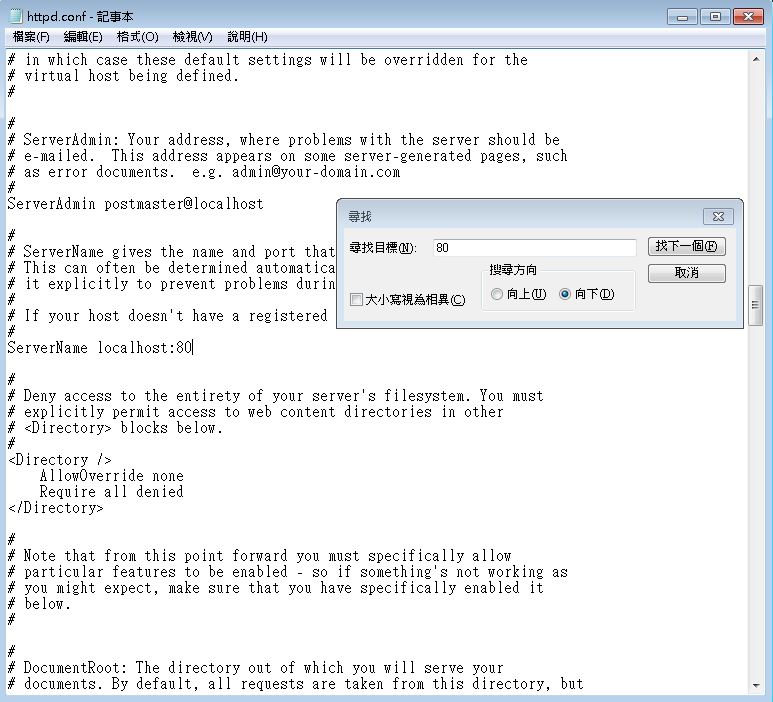 httpd.conf - 記事本
檔案(F) 編輯(E) 格式(O) 檢視(V) 說明(H)
# in which case these default settings will be overridden for the
# virtual host being defined.
#
#
# ServerAdmin: Your address, where problems with the server should be
# e-mailed.  This address appears on some server-generated pages, such
# as error documents.  e.g. admin@your-domain.com
#
ServerAdmin postmaster@localhost
#
# ServerName gives the name and port that
# This can often be determined automatica
# it explicitly to prevent problems durin
#
# If your host doesn't have a registered
#
ServerName localhost:80
尋找
尋找目標(N): 80
找下一個(F)
搜尋方向
取消
大小寫視為相異(C)
向上(U) 向下(D)
#
# Deny access to the entirety of your server's filesystem. You must
# explicitly permit access to web content directories in other
# <Directory> blocks below.
#
<Directory />
    AllowOverride none
    Require all denied
</Directory>
#
# Note that from this point forward you must specifically allow
# particular features to be enabled - so if something's not working as
# you might expect, make sure that you have specifically enabled it
# below.
#
#
# DocumentRoot: The directory out of which you will serve your
# documents. By default, all requests are taken from this directory, but